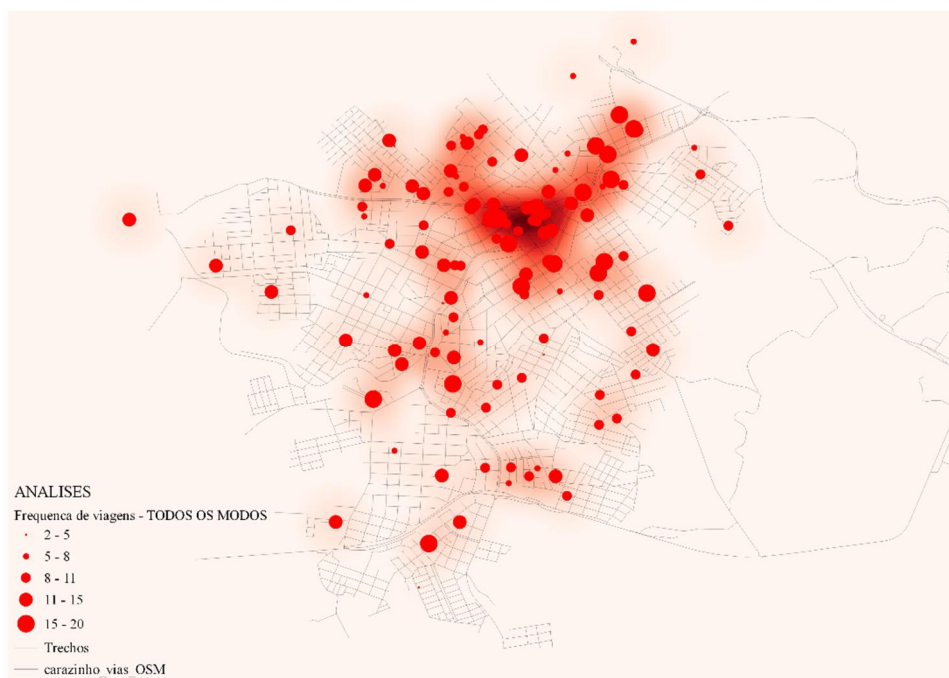 ANALISES
Frequenca de viagens - TODOS OS MODOS
2 - 5
5 - 8
8 - 11
11 - 15
15 - 20
Trechos
carazinho_vias_OSM